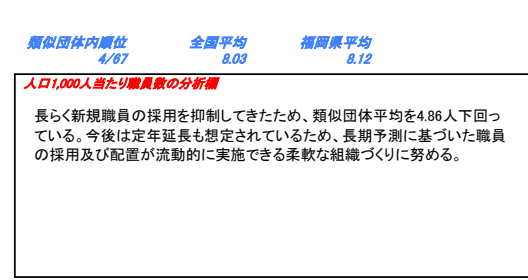 類似団体内順位 全国平均 福岡県平均
4/67 8.03 8.12
人口1,000人当たり職員数の分析欄
長らく新規職員の採用を抑制してきたため、類似団体平均を4.86人下回っ
ている。今後は定年延長も想定されているため、長期予測に基づいた職員
の採用及び配置が流動的に実施できる柔軟な組織づくりに努める。